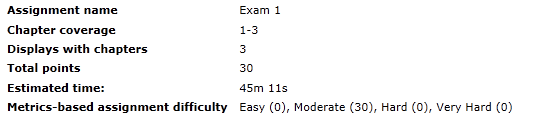 Assignment name Exam 1
Chapter coverage 1-3
Displays with chapters 3
Total points 30
Estimated time: 45m 11s
Metrics-based assignment difficulty Easy (0), Moderate (30), Hard (0), Very Hard (0)